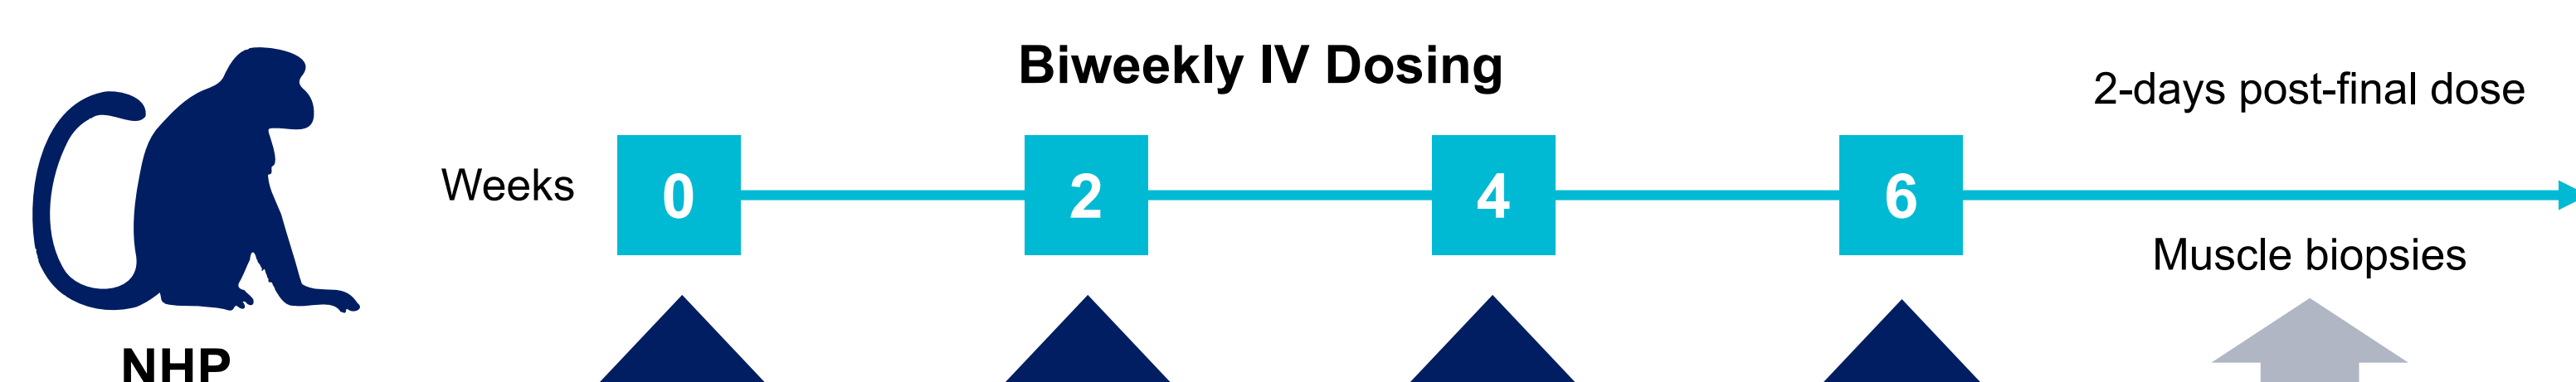 Biweekly IV Dosing
2-days post-final dose
Weeks
0
2
4
6
Muscle biopsies
NHP